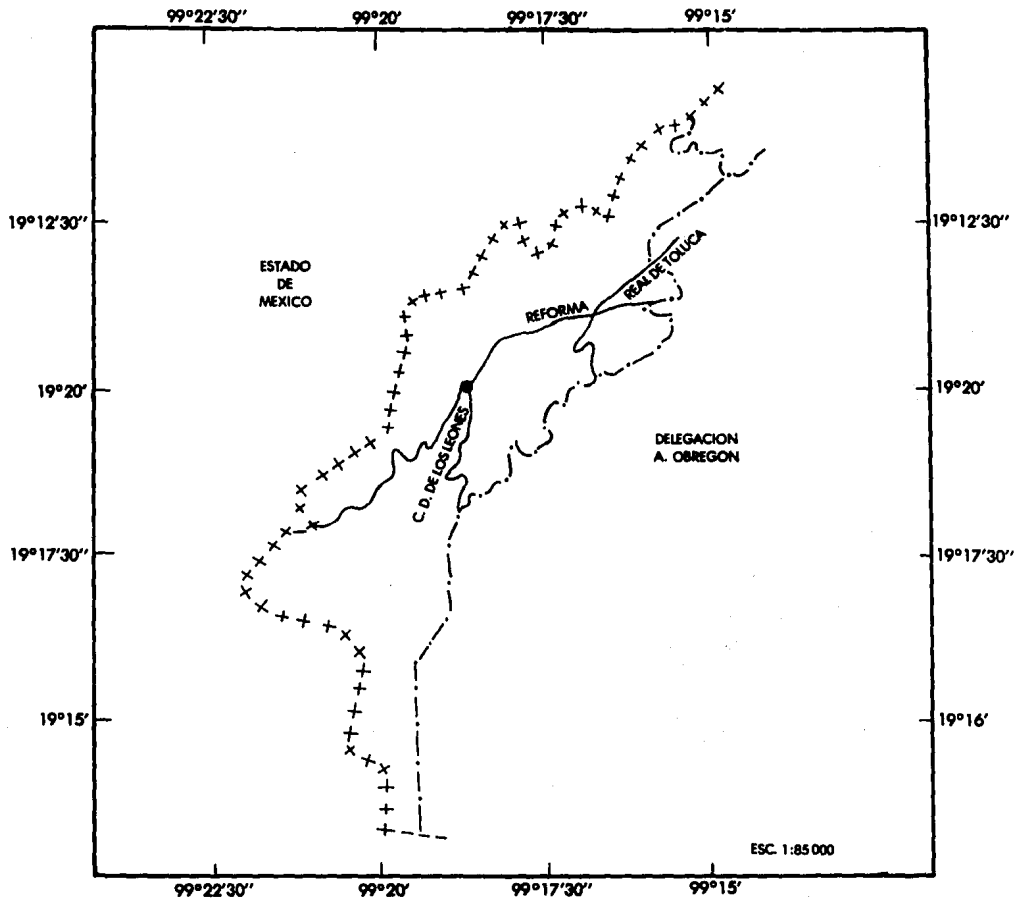 99°22'30'' 99°20' 99°17'30'' 99°15'
19°12'30'' 19°12'30''
ESTADO
DE
MEXICO
REAL DE TOLUCA
REFORMA
19°20' 19°20'
C. D. DE LOS LEONES
DELEGACION
A. OBREGON
19°17'30'' 19°17'30''
19°15' 19°16'
ESC. 1:85 000
99°22'30'' 99°20' 99°17'30'' 99°15'